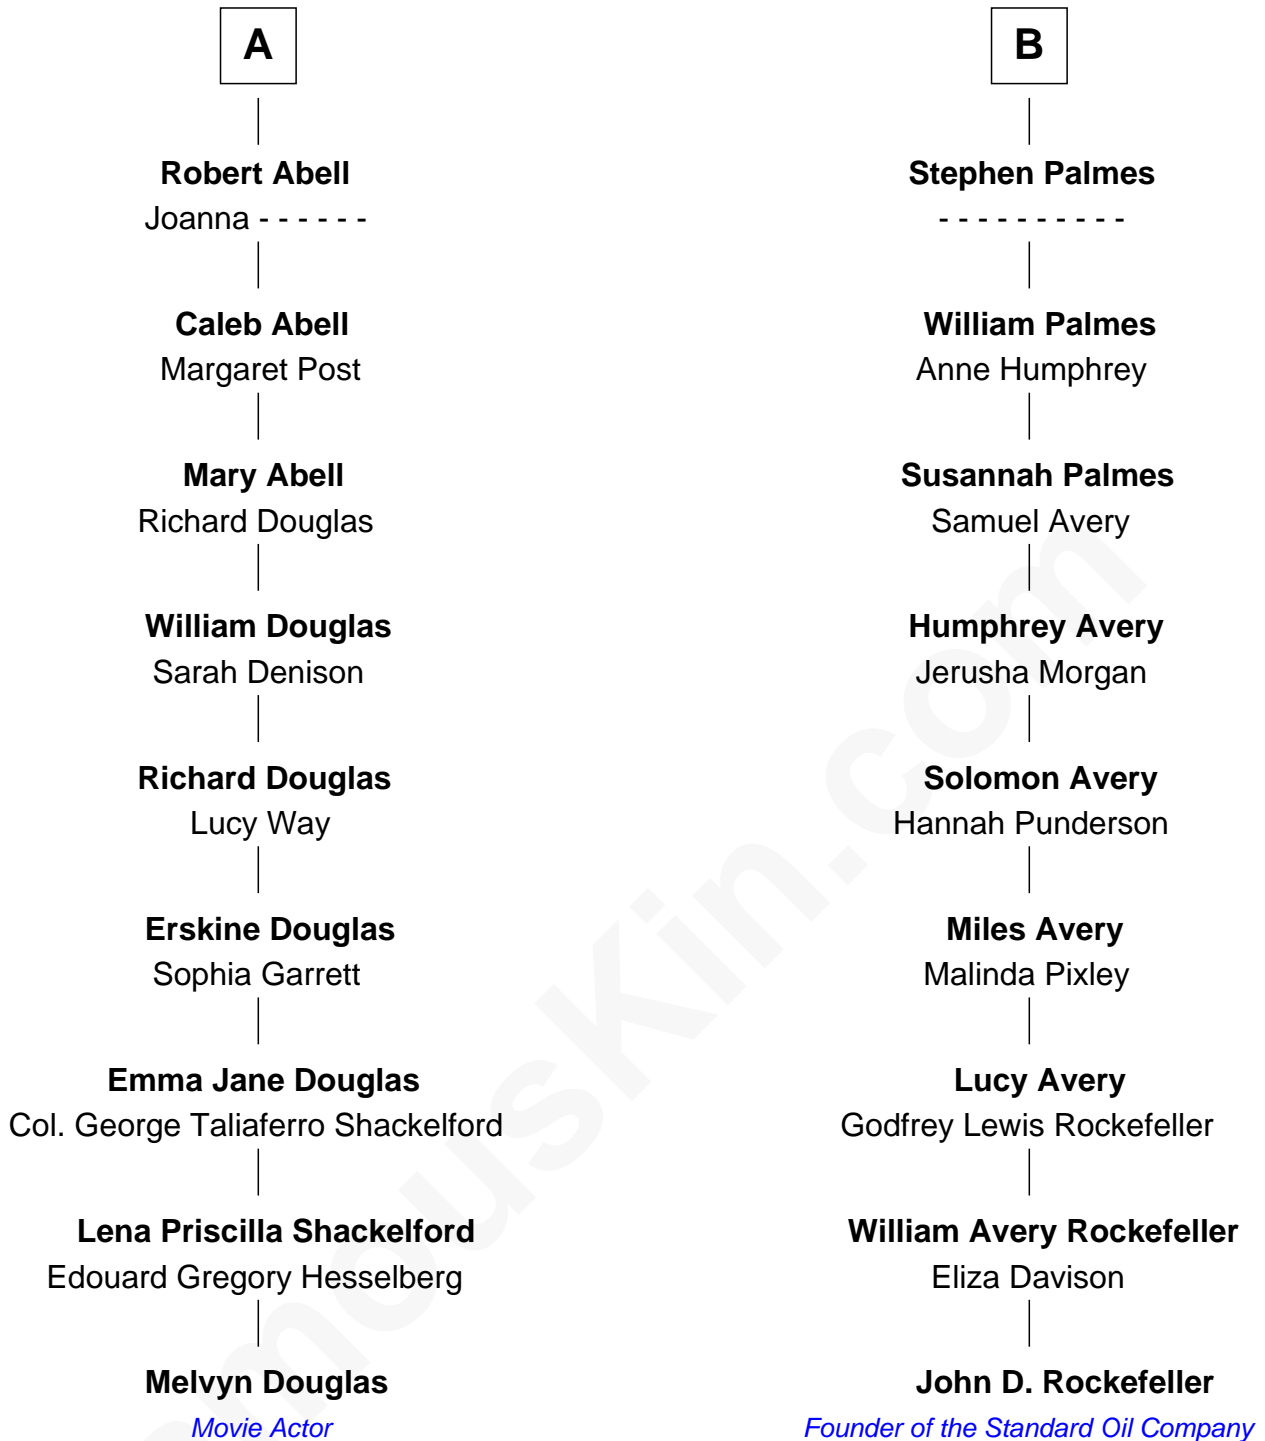 A
Robert Abell
Joanna - - - - - -
Caleb Abell
Margaret Post
Mary Abell
Richard Douglas
William Douglas
Sarah Denison
Richard Douglas
Lucy Way
Erskine Douglas
Sophia Garrett
Emma Jane Douglas
Col. George Taliaferro Shackelford
Lena Priscilla Shackelford
Edouard Gregory Hesselberg
Melvyn Douglas
Movie Actor
B
Stephen Palmes
- - - - - - - - - -
William Palmes
Anne Humphrey
Susannah Palmes
Samuel Avery
Humphrey Avery
Jerusha Morgan
Solomon Avery
Hannah Punderson
Miles Avery
Malinda Pixley
Lucy Avery
Godfrey Lewis Rockefeller
William Avery Rockefeller
Eliza Davison
John D. Rockefeller
Founder of the Standard Oil Company
mousKin.com